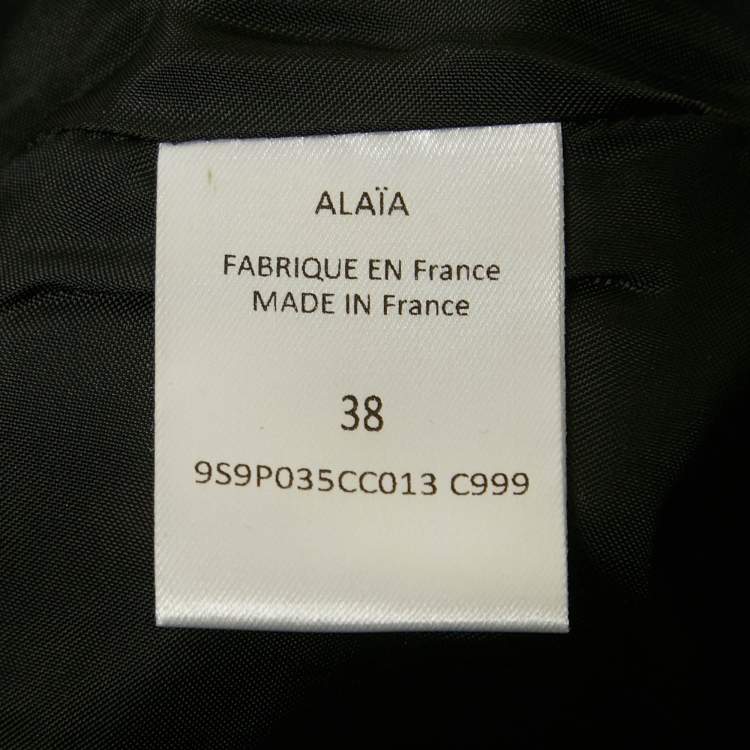 ALAÏA
FABRIQUE EN France
MADE IN France
38
9S9P035CC013 C999